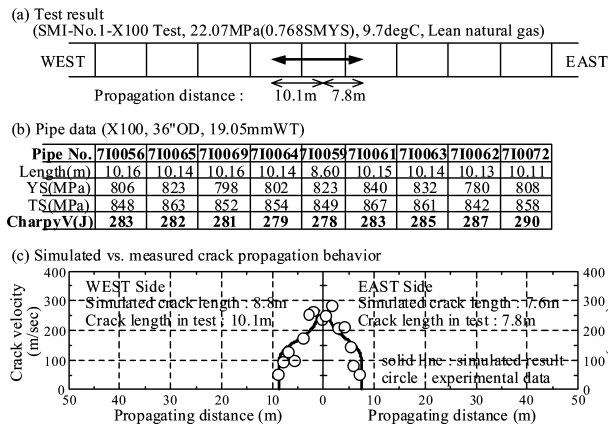 (a) Test result
(SMI-No.1-X100 Test, 22.07MPa(0.768SMYS), 9.7degC, Lean natural gas)
WEST EAST
Propagation distance : 10.1m 7.8m
(b) Pipe data (X100, 36"OD, 19.05mmWT)
Pipe No. 7I0056 7I0065 7I0069 7I0064 7I0059 7I0061 7I0063 7I0062 7I0072
Length(m) 10.16 10.14 10.16 10.14 8.60 10.15 10.14 10.13 10.11
YS(MPa) 806 823 798 802 823 840 832 780 808
TS(MPa) 848 863 852 854 849 867 861 842 858
CharpyV(J) 283 282 281 279 278 283 285 287 290
(c) Simulated vs. measured crack propagation behavior
400 400
WEST Side EAST Side
Simulated crack length : 8.8m Simulated crack length : 7.6m
300 300
Crack length in test : 10.1m Crack length in test : 7.8m
200 200
Crack velocity
(m/sec)
100 100
solid line : simulated result
circle : experimental data
0 0
50 40 30 20 10 0 10 20 30 40 50
Propagating distance (m) Propagating distance (m)